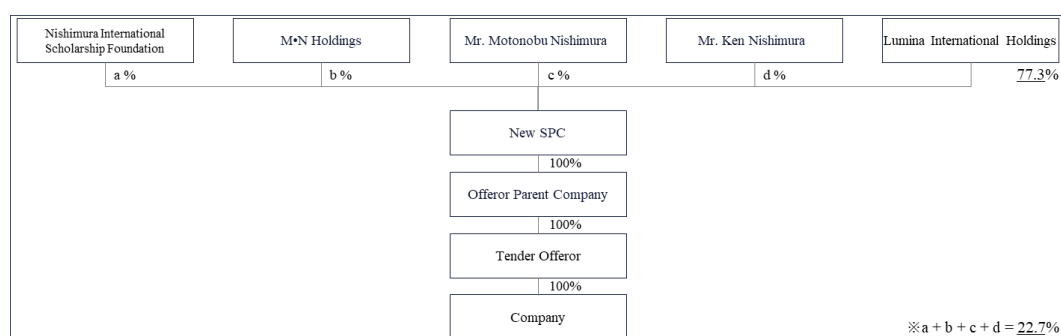 Nishimura International
Scholarship Foundation
M•N Holdings
Mr. Motonobu Nishimura
Mr. Ken Nishimura
Lumina International Holdings
a %
b %
c %
d %
77.3%
New SPC
100%
Offeror Parent Company
100%
Tender Offeror
100%
Company
※a + b + c + d = 22.7%